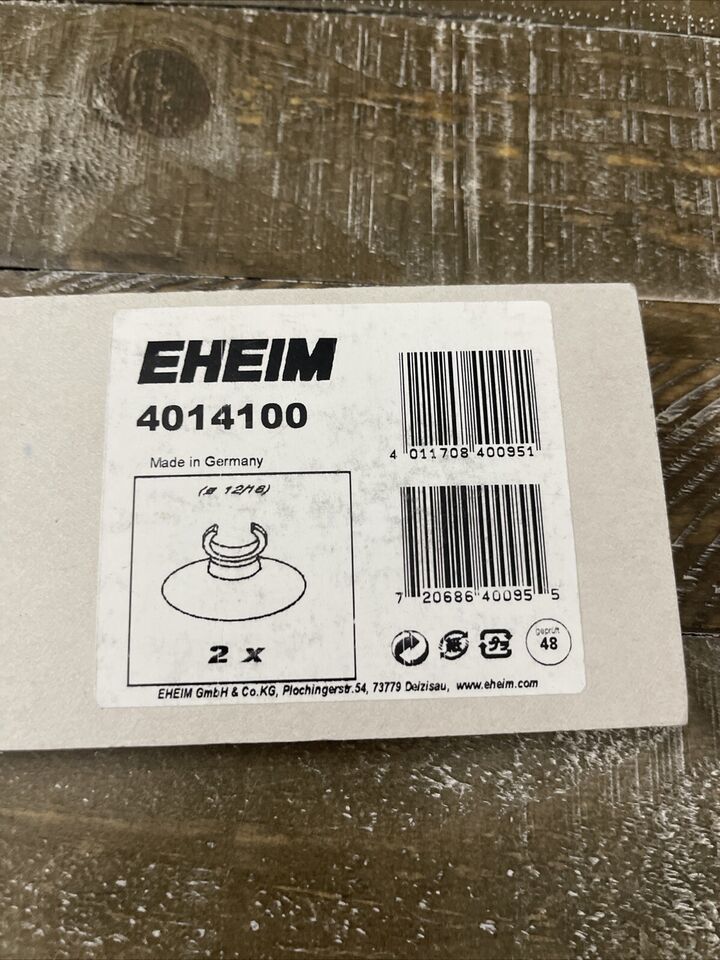 EHEIM
4014100
Made in Germany
(ø 12/16)
2 x
4 011708 400951
7 20686 40095 5
geprüft
48
EHEIM GmbH & Co.KG, Plochingerstr.54, 73779 Deizisau, www.eheim.com